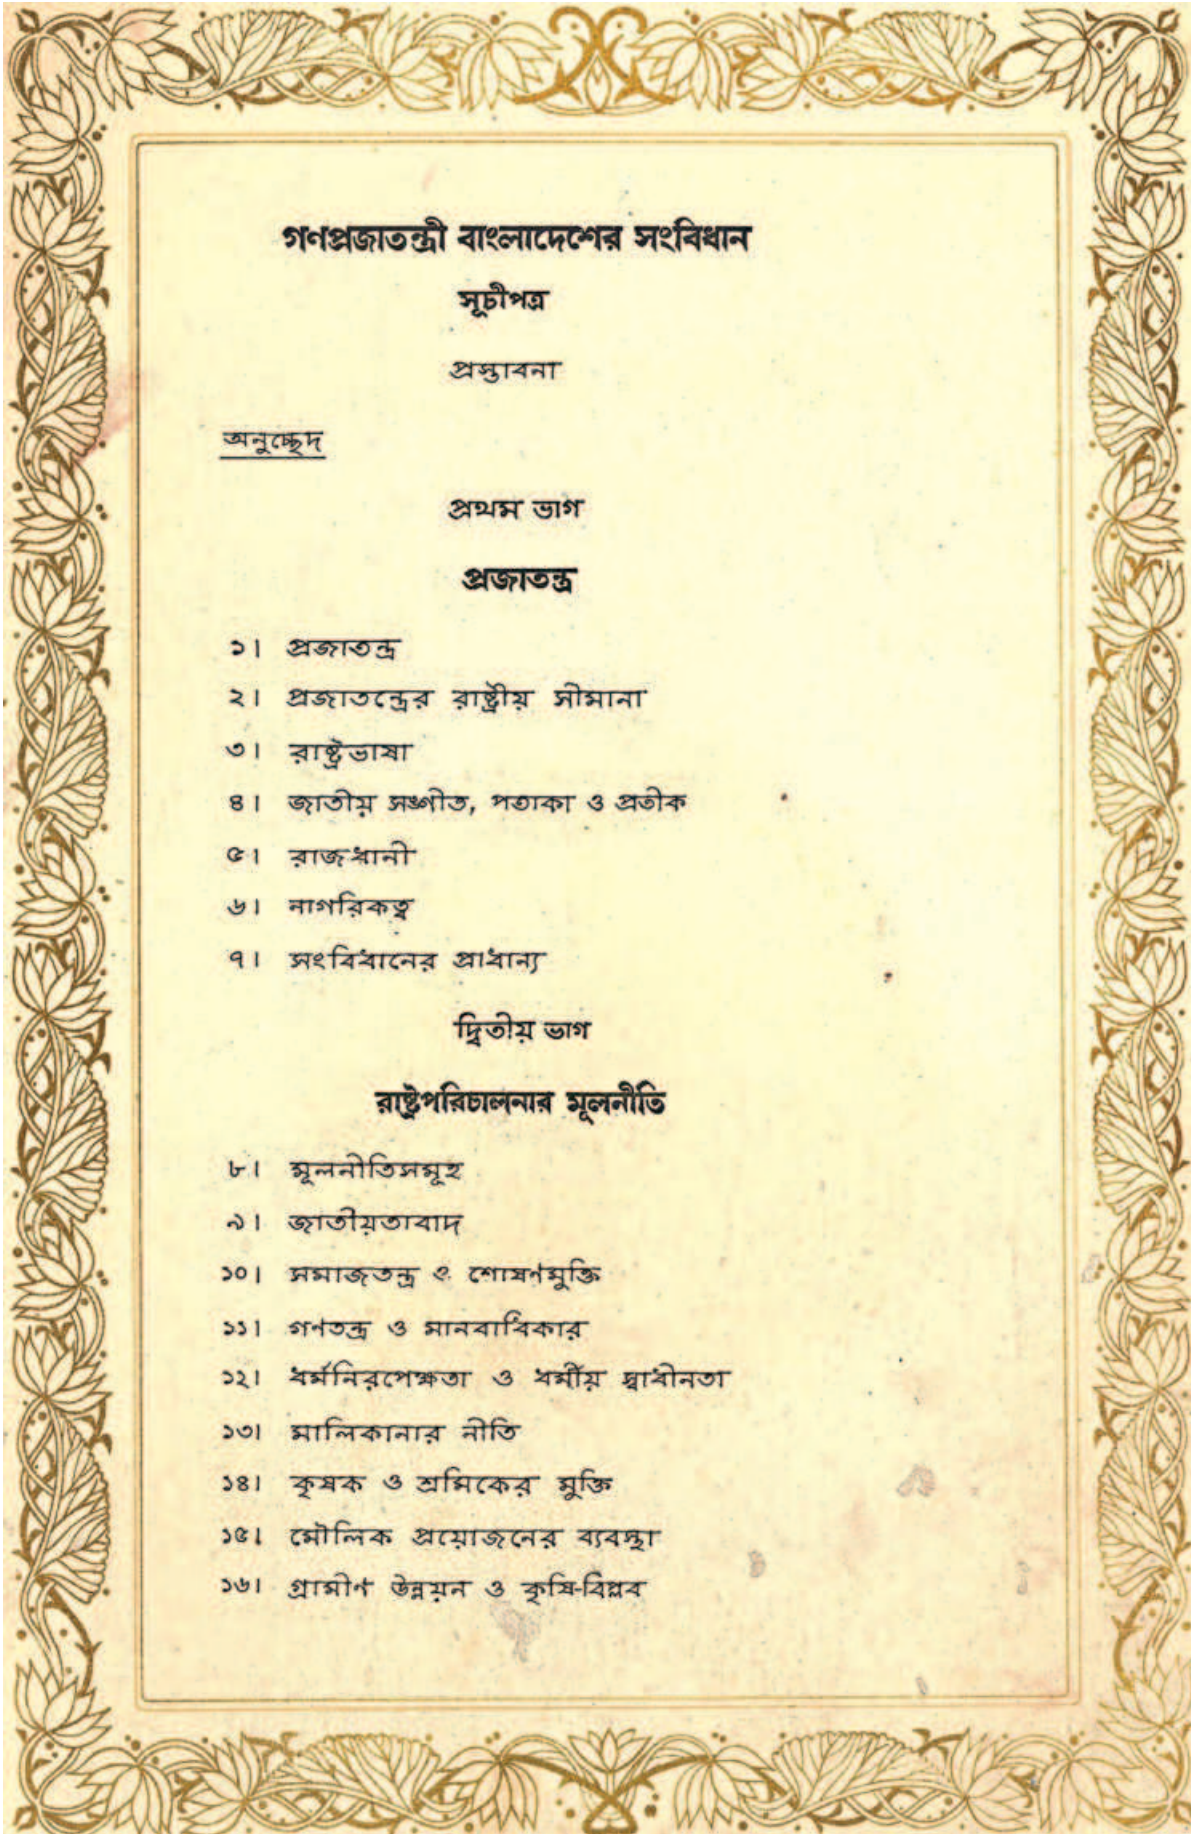 গণপ্রজাতন্ত্রী বাংলাদেশের সংবিধান
সূচীপত্র
প্রস্তাবনা
অনুচ্ছেদ
প্রথম ভাগ
প্রজাতন্ত্র
১। প্রজাতন্ত্র
২। প্রজাতন্ত্রের রাষ্ট্রীয় সীমানা
৩। রাষ্ট্রভাষা
৪। জাতীয় সঙ্গীত, পতাকা ও প্রতীক
৫। রাজধানী
৬। নাগরিকত্ব
৭। সংবিধানের প্রাধান্য
দ্বিতীয় ভাগ
রাষ্ট্রপরিচালনার মূলনীতি
৮। মূলনীতিসমূহ
৯। জাতীয়তাবাদ
১০। সমাজতন্ত্র ও শোষণমুক্তি
১১। গণতন্ত্র ও মানবাধিকার
১২। ধর্মনিরপেক্ষতা ও ধর্মীয় স্বাধীনতা
১৩। মালিকানার নীতি
১৪। কৃষক ও শ্রমিকের মুক্তি
১৫। মৌলিক প্রয়োজনের ব্যবস্থা
১৬। গ্রামীণ উন্নয়ন ও কৃষি-বিপ্লব